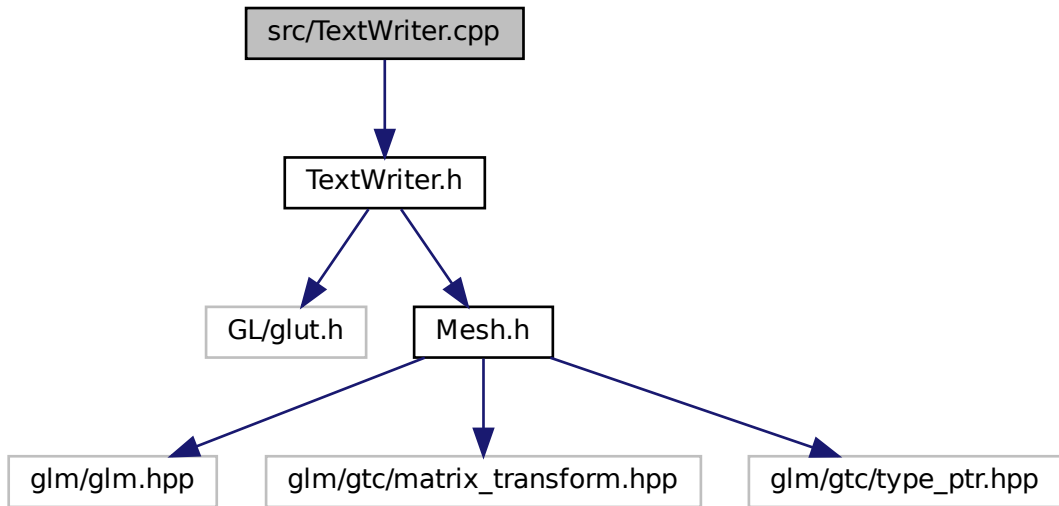 src/TextWriter.cpp
TextWriter.h
GL/glut.h
Mesh.h
glm/glm.hpp
glm/gtc/matrix_transform.hpp
glm/gtc/type_ptr.hpp